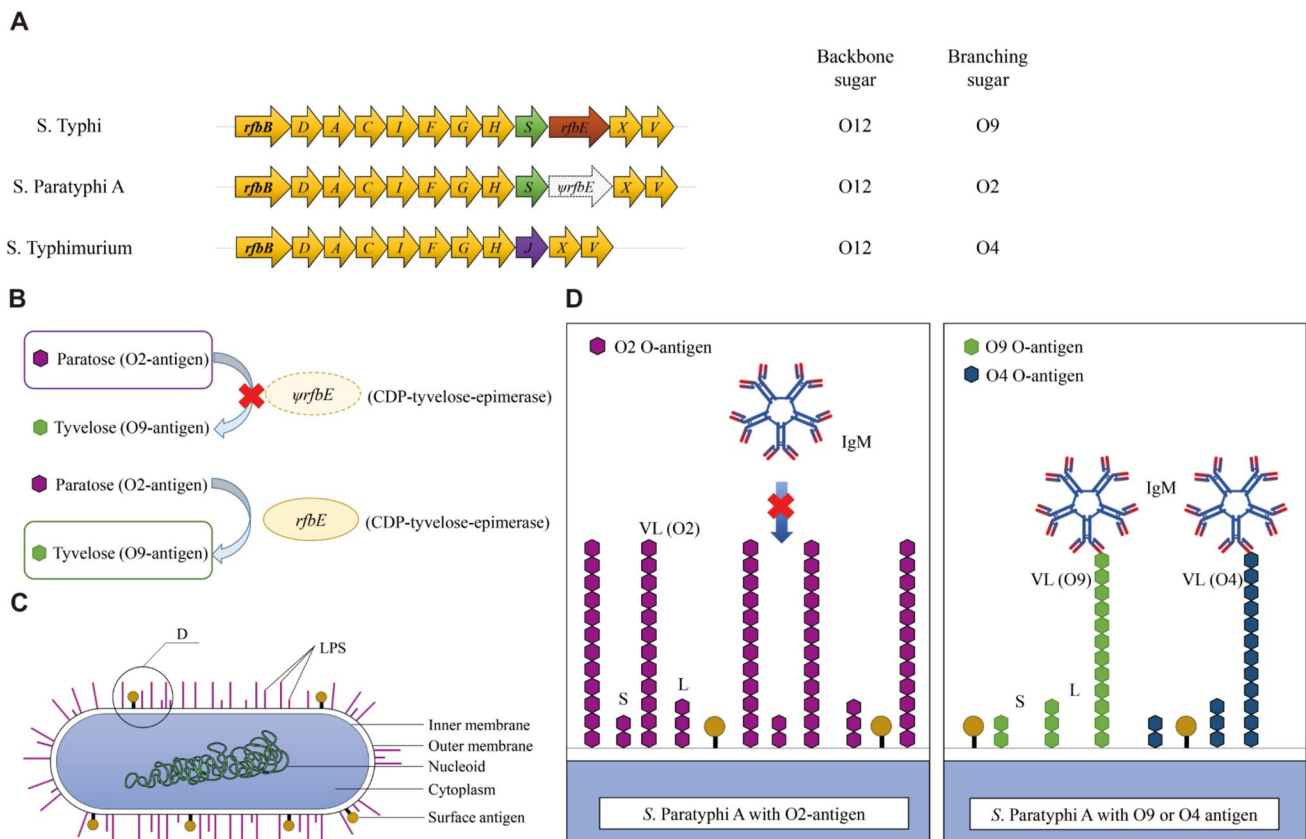 A
Backbone sugar
Branching sugar
S. Typhi
rfbB D A C I F G H S rfbE X V
O12
O9
S. Paratyphi A
rfbB D A C I F G H S ψrfbE X V
O12
O2
S. Typhimurium
rfbB D A C I F G H J X V
O12
O4
B
Paratose (O2-antigen)
ψrfbE
(CDP-tyvelose-epimerase)
Tyvelose (O9-antigen)
Paratose (O2-antigen)
rfbE
(CDP-tyvelose-epimerase)
Tyvelose (O9-antigen)
C
D
LPS
Inner membrane
Outer membrane
Nucleoid
Cytoplasm
Surface antigen
D
O2 O-antigen
IgM
VL (O2)
S
L
S. Paratyphi A with O2-antigen
O9 O-antigen
O4 O-antigen
IgM
VL (O9)
VL (O4)
S
L
S. Paratyphi A with O9 or O4 antigen